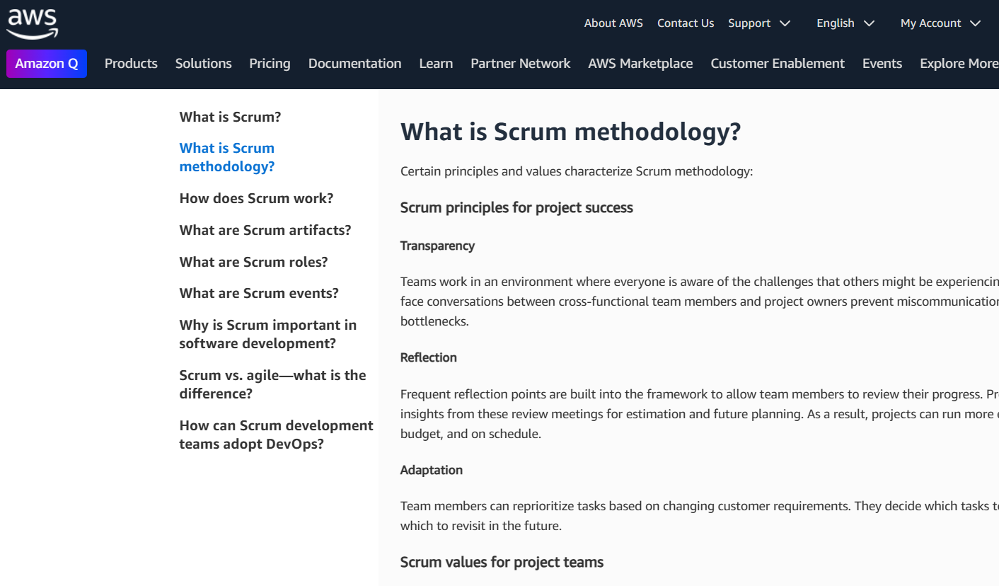 aws
About AWS Contact Us Support English My Account
Amazon Q Products Solutions Pricing Documentation Learn Partner Network AWS Marketplace Customer Enablement Events Explore More
What is Scrum?
What is Scrum
methodology?
How does Scrum work?
What are Scrum artifacts?
What are Scrum roles?
What are Scrum events?
Why is Scrum important in
software development?
Scrum vs. agile—what is the
difference?
How can Scrum development
teams adopt DevOps?
What is Scrum methodology?
Certain principles and values characterize Scrum methodology:
Scrum principles for project success
Transparency
Teams work in an environment where everyone is aware of the challenges that others might be
face conversations between cross-functional team members and project owners prevent
bottlenecks.
Reflection
Frequent reflection points are built into the framework to allow team members to review their progress.
insights from these review meetings for estimation and future planning. As a result, projects can run more
budget, and on schedule.
Adaptation
Team members can reprioritize tasks based on changing customer requirements. They decide which tasks
which to revisit in the future.
Scrum values for project teams